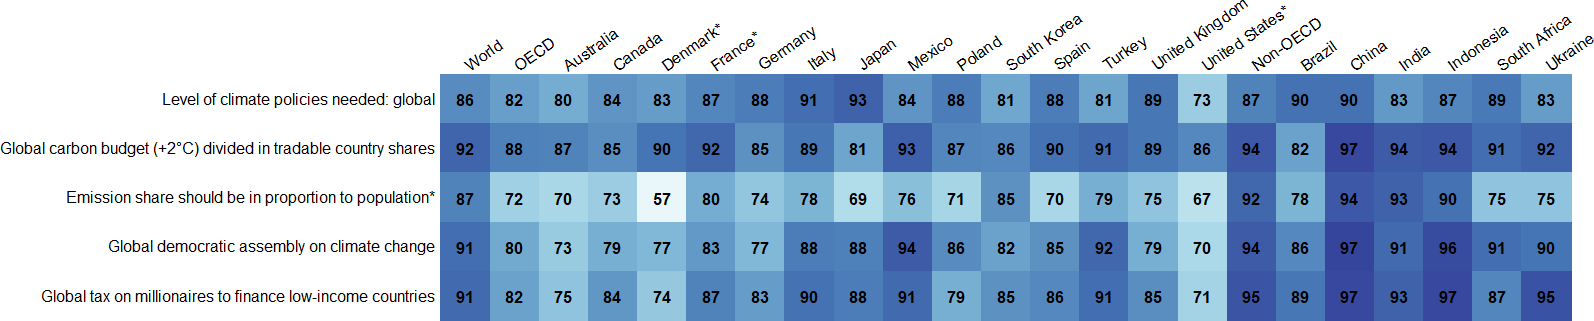 World OECD Australia Canada Denmark* France* Germany Italy Japan Mexico Poland South Korea Spain Turkey United Kingdom United States* Non-OECD Brazil China India Indonesia South Africa Ukraine
Level of climate policies needed: global 86 82 80 84 83 87 88 91 93 84 88 81 88 81 89 73 87 90 90 83 87 89 83
Global carbon budget (+2°C) divided in tradable country shares 92 88 87 85 90 92 85 89 81 93 87 86 90 91 89 86 94 82 97 94 94 91 92
Emission share should be in proportion to population* 87 72 70 73 57 80 74 78 69 76 71 85 70 79 75 67 92 78 94 93 90 75 75
Global democratic assembly on climate change 91 80 73 79 77 83 77 88 88 94 86 82 85 92 79 70 94 86 97 91 96 91 90
Global tax on millionaires to finance low-income countries 91 82 75 84 74 87 83 90 88 91 79 85 86 91 85 71 95 89 97 93 97 87 95